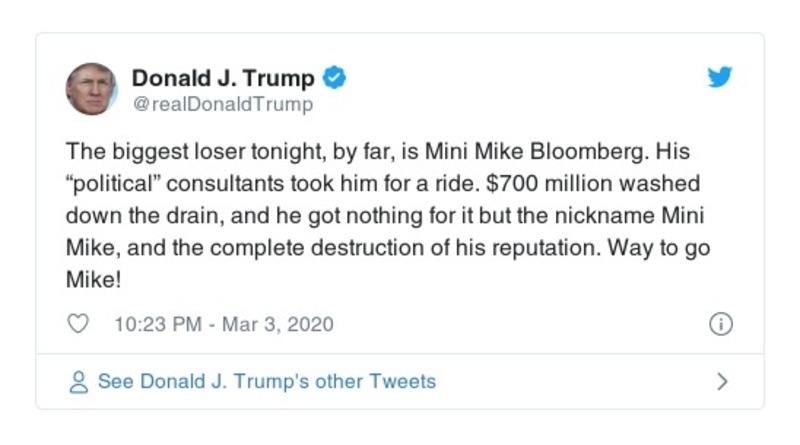 Donald J. Trump
@realDonaldTrump
The biggest loser tonight, by far, is Mini Mike Bloomberg. His
“political” consultants took him for a ride. $700 million washed
down the drain, and he got nothing for it but the nickname Mini
Mike, and the complete destruction of his reputation. Way to go
Mike!
10:23 PM - Mar 3, 2020
See Donald J. Trump's other Tweets